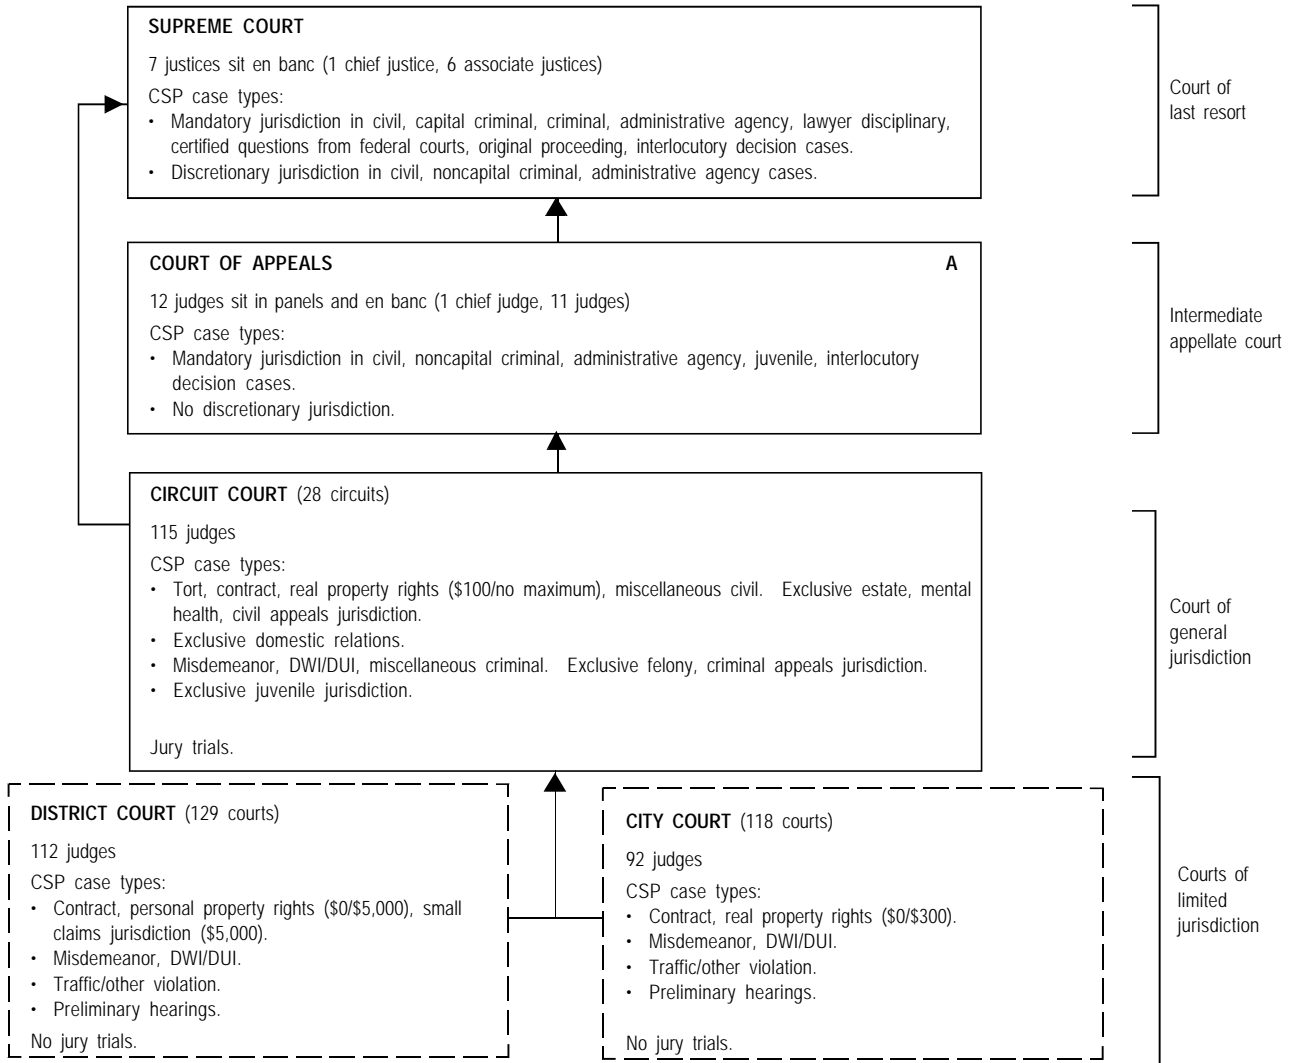 SUPREME COURT
7 justices sit en banc (1 chief justice, 6 associate justices)
CSP case types:
• Mandatory jurisdiction in civil, capital criminal, criminal, administrative agency, lawyer disciplinary,
certified questions from federal courts, original proceeding, interlocutory decision cases.
• Discretionary jurisdiction in civil, noncapital criminal, administrative agency cases.
Court of
last resort
COURT OF APPEALS A
12 judges sit in panels and en banc (1 chief judge, 11 judges)
CSP case types:
• Mandatory jurisdiction in civil, noncapital criminal, administrative agency, juvenile, interlocutory
decision cases.
• No discretionary jurisdiction.
Intermediate
appellate court
CIRCUIT COURT (28 circuits)
115 judges
CSP case types:
• Tort, contract, real property rights ($100/no maximum), miscellaneous civil. Exclusive estate, mental
health, civil appeals jurisdiction.
• Exclusive domestic relations.
• Misdemeanor, DWI/DUI, miscellaneous criminal. Exclusive felony, criminal appeals jurisdiction.
• Exclusive juvenile jurisdiction.
Jury trials.
Court of
general
jurisdiction
DISTRICT COURT (129 courts)
112 judges
CSP case types:
• Contract, personal property rights ($0/$5,000), small
claims jurisdiction ($5,000).
• Misdemeanor, DWI/DUI.
• Traffic/other violation.
• Preliminary hearings.
No jury trials.
CITY COURT (118 courts)
92 judges
CSP case types:
• Contract, real property rights ($0/$300).
• Misdemeanor, DWI/DUI.
• Traffic/other violation.
• Preliminary hearings.
No jury trials.
Courts of
limited
jurisdiction